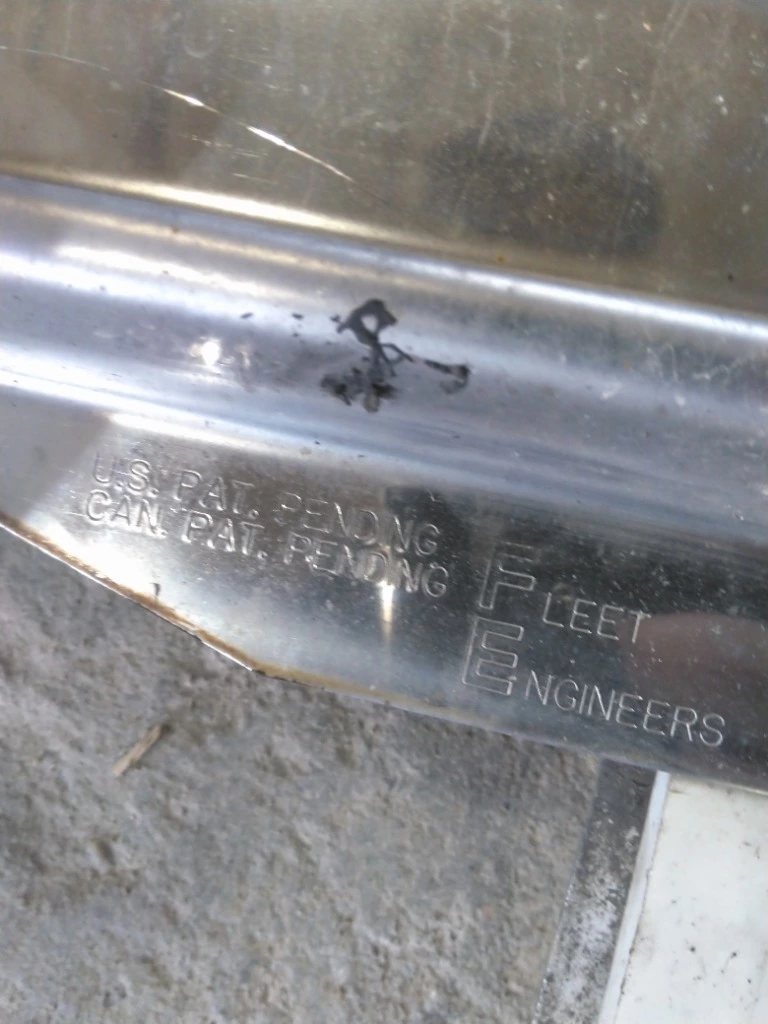 U.S. PAT. PENDING
CAN. PAT. PENDING
FLEET
ENGINEERS